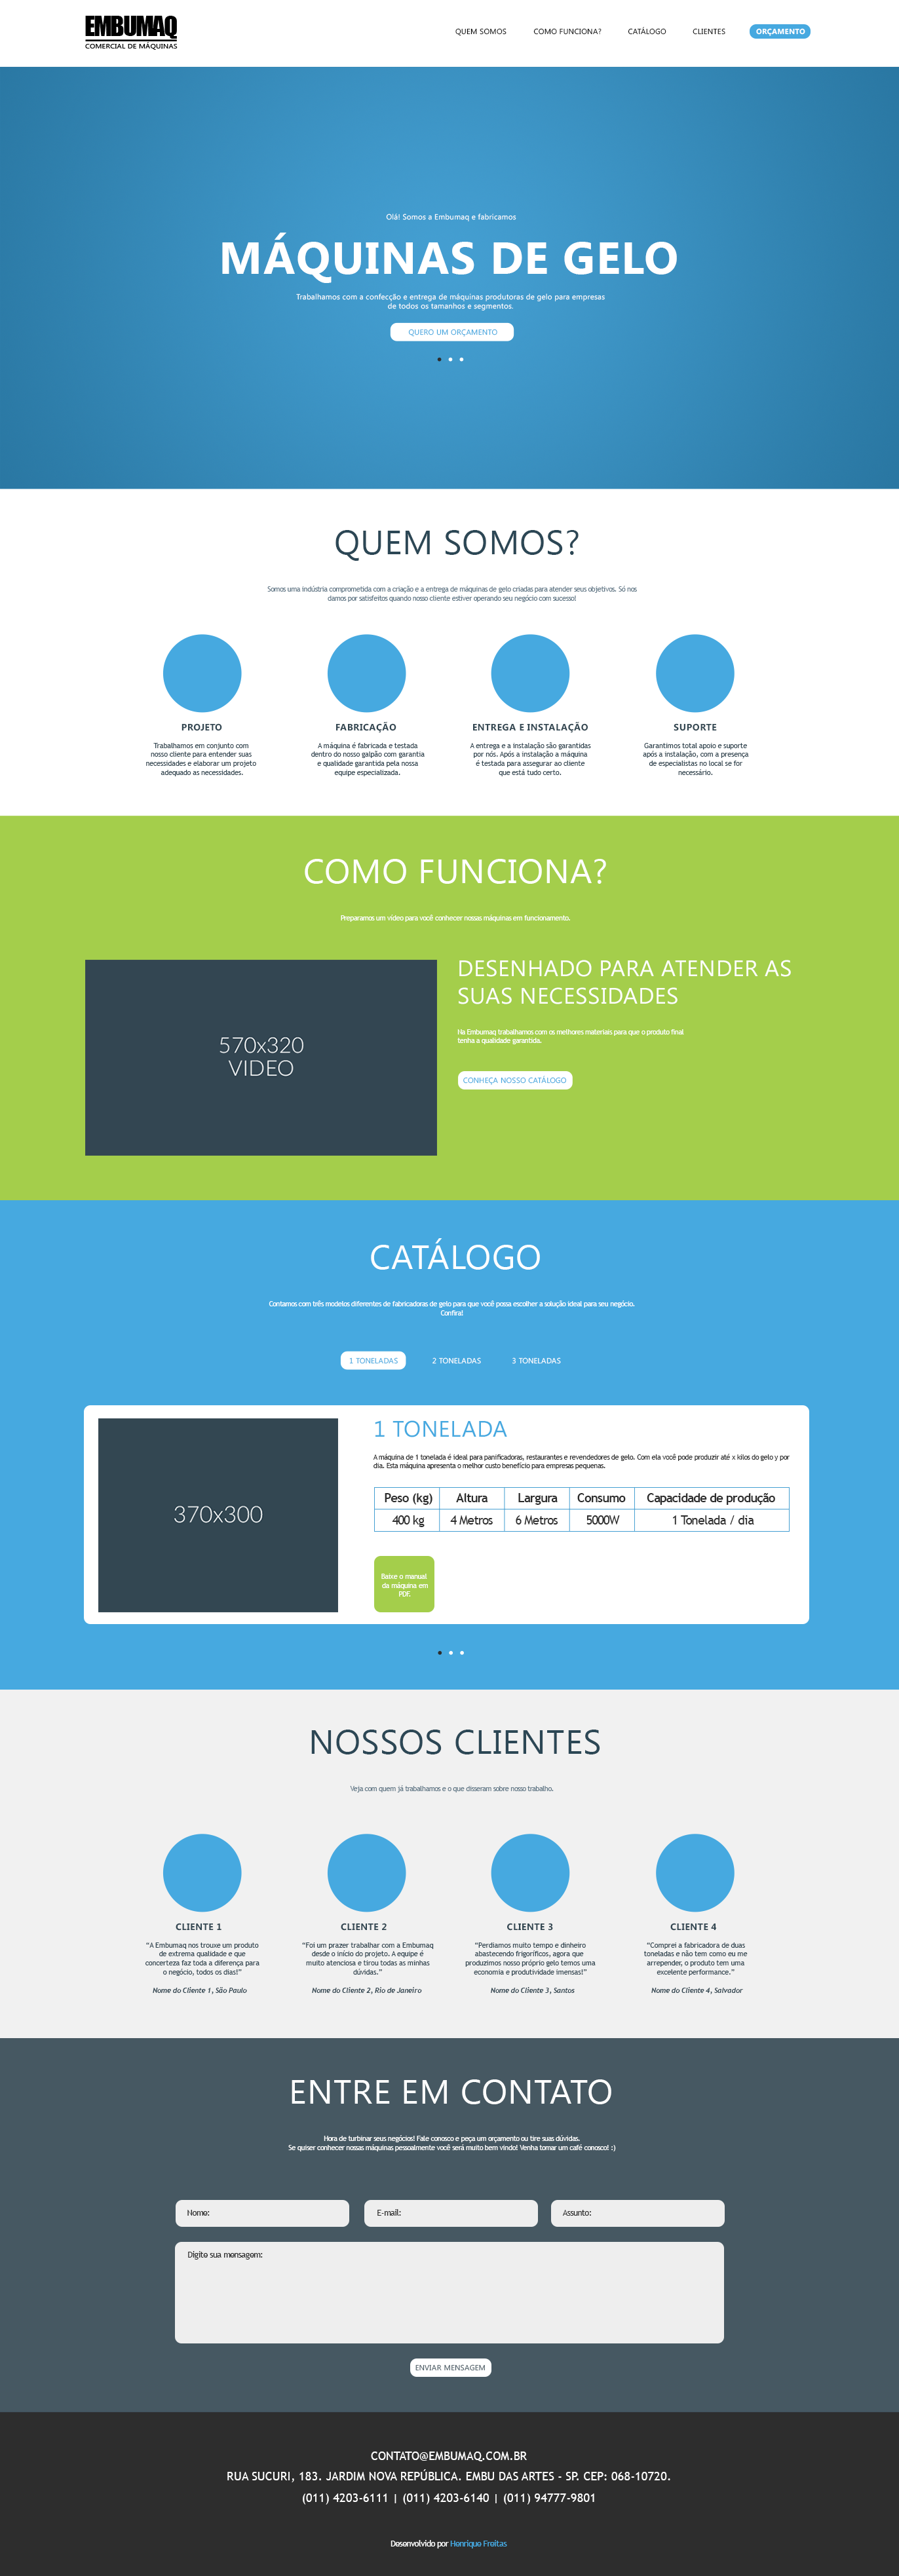 EMBUMAQ
COMERCIAL DE MÁQUINAS
QUEM SOMOS
COMO FUNCIONA?
CATÁLOGO
CLIENTES
ORÇAMENTO
Olá! Somos a Embumaq e fabricamos
MÁQUINAS DE GELO
Trabalhamos com a confecção e entrega de máquinas produtoras de gelo para empresas
de todos os tamanhos e segmentos.
QUERO UM ORÇAMENTO
QUEM SOMOS?
Somos uma indústria comprometida com a criação e a entrega de máquinas de gelo criadas para atender seus objetivos. Só nos
damos por satisfeitos quando nosso cliente estiver operando seu negócio com sucesso!
PROJETO
Trabalhamos em conjunto com
nosso cliente para entender suas
necessidades e elaborar um projeto
adequado as necessidades.
FABRICAÇÃO
A máquina é fabricada e testada
dentro do nosso galpão com garantia
e qualidade garantida pela nossa
equipe especializada.
ENTREGA E INSTALAÇÃO
A entrega e a instalação são garantidas
por nós. Após a instalação a máquina
é testada para assegurar ao cliente
que está tudo certo.
SUPORTE
Garantimos total apoio e suporte
após a instalação, com a presença
de especialistas no local se for
necessário.
COMO FUNCIONA?
Preparamos um vídeo para você conhecer nossas máquinas em funcionamento.
570x320
VIDEO
DESENHADO PARA ATENDER AS
SUAS NECESSIDADES
Na Embumaq trabalhamos com os melhores materiais para que o produto final
tenha a qualidade garantida.
CONHEÇA NOSSO CATÁLOGO
CATÁLOGO
Contamos com três modelos diferentes de fabricadoras de gelo para que você possa escolher a solução ideal para seu negócio.
Confira!
1 TONELADAS
2 TONELADAS
3 TONELADAS
370x300
1 TONELADA
A máquina de 1 tonelada é ideal para panificadoras, restaurantes e revendedores de gelo. Com ela você pode produzir até x kilos do gelo y por
dia. Esta máquina apresenta o melhor custo benefício para empresas pequenas.
Peso (kg) Altura Largura Consumo Capacidade de produção
400 kg 4 Metros 6 Metros 5000W 1 Tonelada / dia
Baixe o manual
da máquina em
PDF.
NOSSOS CLIENTES
Veja com quem já trabalhamos e o que disseram sobre nosso trabalho.
CLIENTE 1
“A Embumaq nos trouxe um produto
de extrema qualidade e que
concerteza faz toda a diferença para
o negócio, todos os dias!”
Nome do Cliente 1, São Paulo
CLIENTE 2
“Foi um prazer trabalhar com a Embumaq
desde o início do projeto. A equipe é
muito atenciosa e tirou todas as minhas
dúvidas.”
Nome do Cliente 2, Rio de Janeiro
CLIENTE 3
“Perdíamos muito tempo e dinheiro
abastecendo frigoríficos, agora que
produzimos nosso próprio gelo temos uma
economia e produtividade imensas!”
Nome do Cliente 3, Santos
CLIENTE 4
“Comprei a fabricadora de duas
toneladas e não tem como eu me
arrepender, o produto tem uma
excelente performance.”
Nome do Cliente 4, Salvador
ENTRE EM CONTATO
Hora de turbinar seus negócios! Fale conosco e peça um orçamento ou tire suas dúvidas.
Se quiser conhecer nossas máquinas pessoalmente você será muito bem vindo! Venha tomar um café conosco! :)
Nome:
E-mail:
Assunto:
Digite sua mensagem:
ENVIAR MENSAGEM
CONTATO@EMBUMAQ.COM.BR
RUA SUCURI, 183. JARDIM NOVA REPÚBLICA. EMBU DAS ARTES - SP. CEP: 068-10720.
(011) 4203-6111 | (011) 4203-6140 | (011) 94777-9801
Desenvolvido por Henrique Freitas